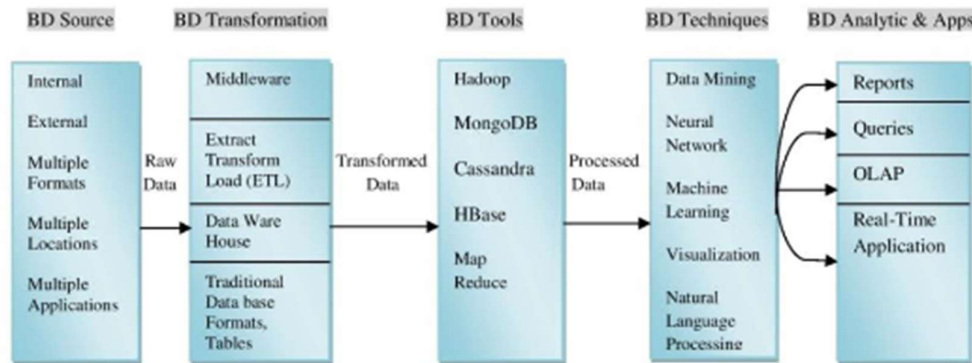 BD Source
BD Transformation
BD Tools
BD Techniques
BD Analytic & Apps
Internal
External
Multiple
Formats
Multiple
Locations
Multiple
Applications
Raw
Data
Middleware
Extract
Transform
Load (ETL)
Data Ware
House
Traditional
Data base
Formats,
Tables
Transformed
Data
Hadoop
MongoDB
Cassandra
HBase
Map
Reduce
Processed
Data
Data Mining
Neural
Network
Machine
Learning
Visualization
Natural
Language
Processing
Reports
Queries
OLAP
Real-Time
Application